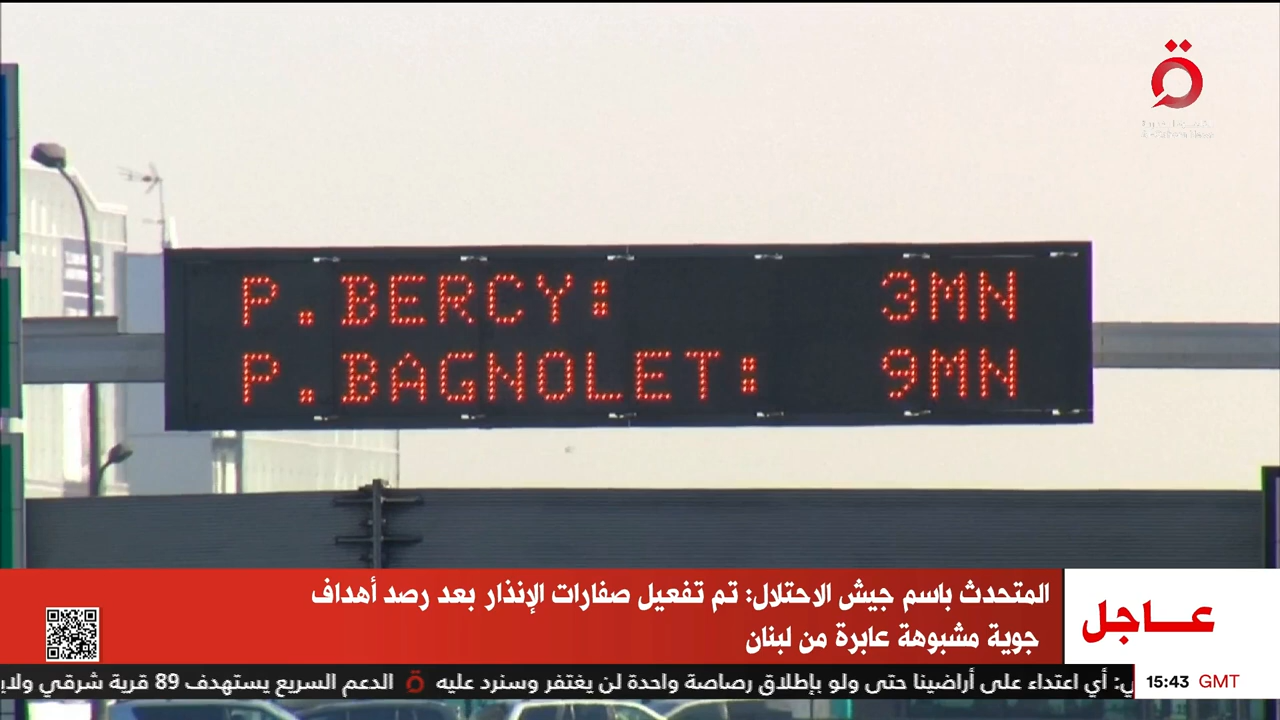 P.BERCY: 3MN
P.BAGNOLET: 9MN
عاجل
المتحدث باسم جيش الاحتلال: تم تفعيل صفارات الإنذار بعد رصد أهداف
جوية مشبوهة عابرة من لبنان
15:43 GMT
ي: أي اعتداء على أراضينا حتى ولو بإطلاق رصاصة واحدة لن يغتفر وسنرد عليه الدعم السريع يستهدف 89 قرية شرقي ولاي